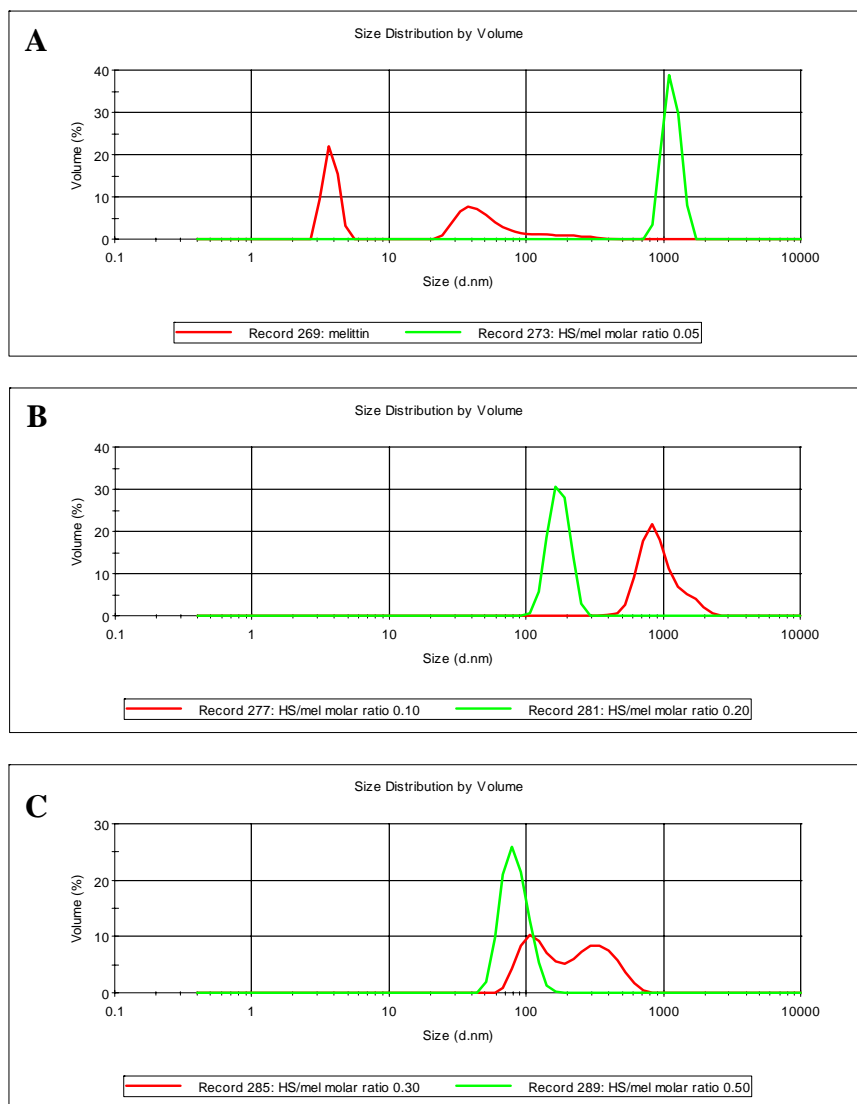 A
Size Distribution by Volume
40
30
20
10
0
Volume (%)
0.1 1 10 100 1000 10000
Size (d.nm)
Record 269: melittin Record 273: HS/mel molar ratio 0.05
B
Size Distribution by Volume
40
30
20
10
0
Volume (%)
0.1 1 10 100 1000 10000
Size (d.nm)
Record 277: HS/mel molar ratio 0.10 Record 281: HS/mel molar ratio 0.20
C
Size Distribution by Volume
30
20
10
0
Volume (%)
0.1 1 10 100 1000 10000
Size (d.nm)
Record 285: HS/mel molar ratio 0.30 Record 289: HS/mel molar ratio 0.50